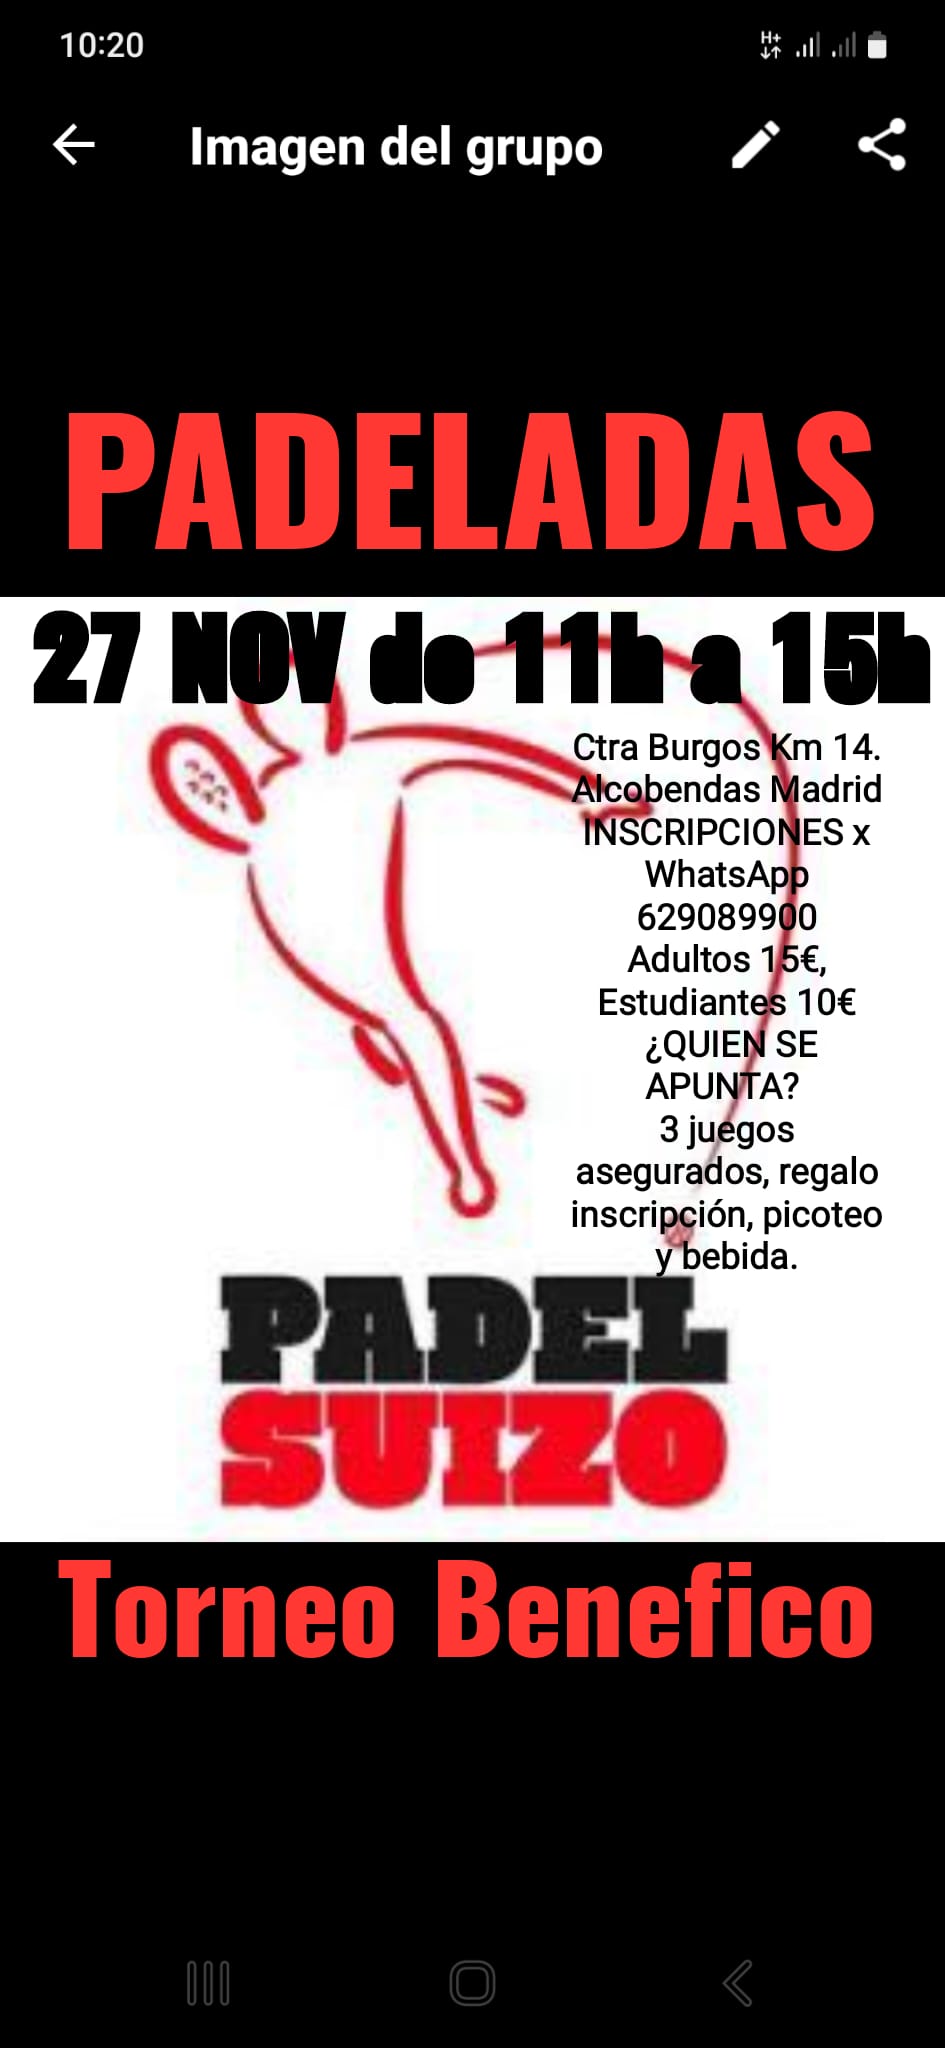 10:20
H+
Imagen del grupo
PADELADAS
27 NOV de 11h a 15h
Ctra Burgos Km 14.
Alcobendas Madrid
INSCRIPCIONES x
WhatsApp
629089900
Adultos 15€,
Estudiantes 10€
¿QUIEN SE
APUNTA?
3 juegos
asegurados, regalo
inscripción, picoteo
y bebida.
PADEL
SUIZO
Torneo Benefico